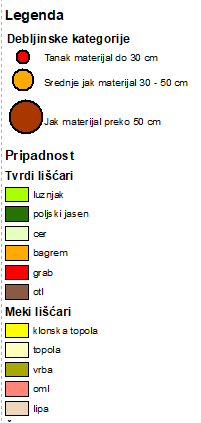 Legenda
Debljinske kategorije
Tanak materijal do 30 cm
Srednje jak materijal 30 - 50 cm
Jak materijal preko 50 cm
Pripadnost
Tvrdi lišćari
luznjak
poljski jasen
cer
bagrem
grab
otl
Meki lišćari
klonska topola
topola
vrba
oml
lipa